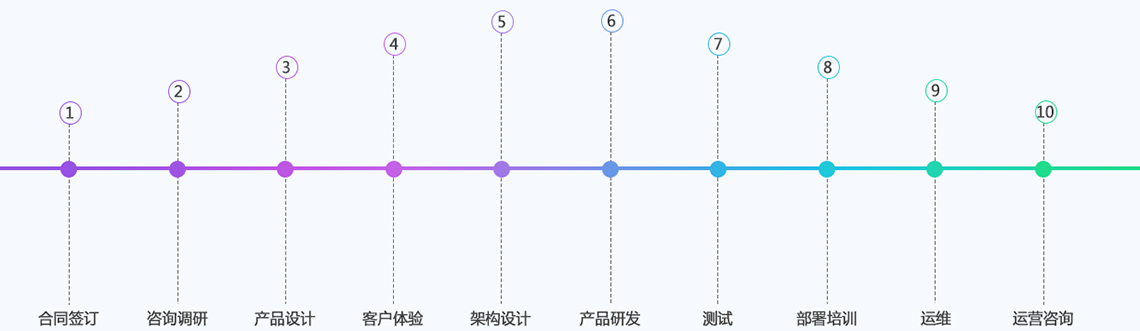 1
2
3
4
5
6
7
8
9
10
合同签订
咨询调研
产品设计
客户体验
架构设计
产品研发
测试
部署培训
运维
运营咨询